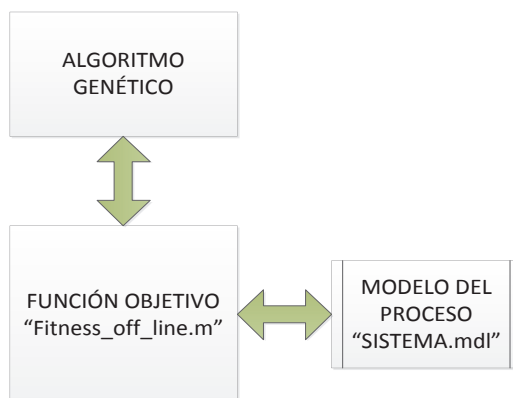 ALGORITMO
GENÉTICO
FUNCIÓN OBJETIVO
“Fitness_off_line.m”
MODELO DEL
PROCESO
“SISTEMA.mdl”